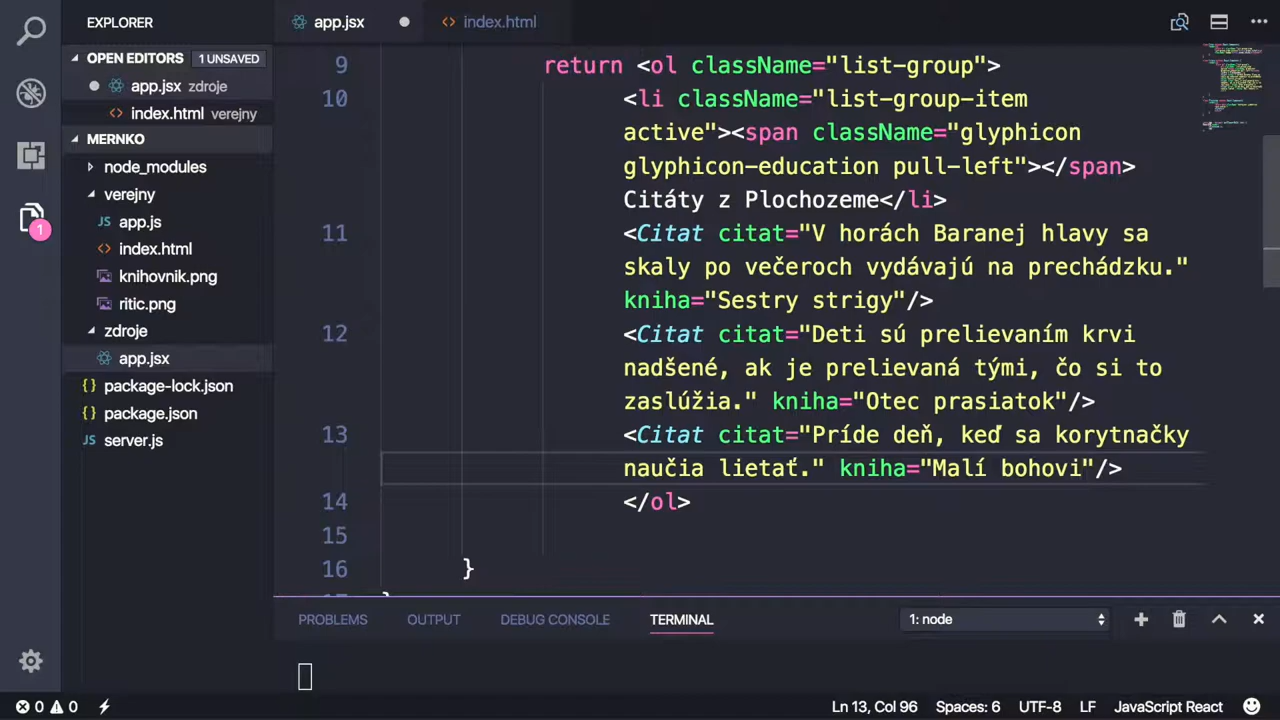 EXPLORER
app.jsx
index.html
OPEN EDITORS 1 UNSAVED
app.jsx zdroje
index.html verejny
MERNKO
node_modules
verejny
JS app.js
index.html
knihovnik.png
ritic.png
zdroje
app.jsx
{} package-lock.json
{} package.json
JS server.js
1
9 return <ol className="list-group">
10 <li className="list-group-item
active"><span className="glyphicon
glyphicon-education pull-left"></span>
Citáty z Plochozeme</li>
11 <Citat citat="V horách Baranej hlavy sa
skaly po večeroch vydávajú na prechádzku."
kniha="Sestry strigy"/>
12 <Citat citat="Deti sú prelievaním krvi
nadšené, ak je prelievaná tými, čo si to
zaslúžia." kniha="Otec prasiatok"/>
13 <Citat citat="Príde deň, keď sa korytnačky
naučia lietať." kniha="Malí bohovi"/>
14 </ol>
15
16 }
PROBLEMS OUTPUT DEBUG CONSOLE TERMINAL 1: node
0 0 Ln 13, Col 96 Spaces: 6 UTF-8 LF JavaScript React